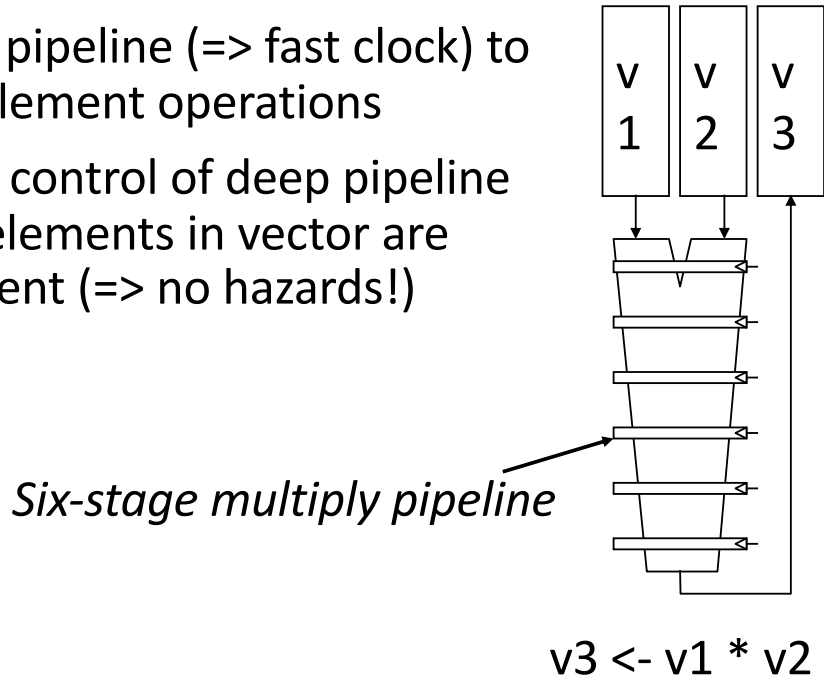 pipeline (=> fast clock) to
lement operations
control of deep pipeline
elements in vector are
ent (=> no hazards!)
v
1
v
2
v
3
Six-stage multiply pipeline
v3 <- v1 * v2